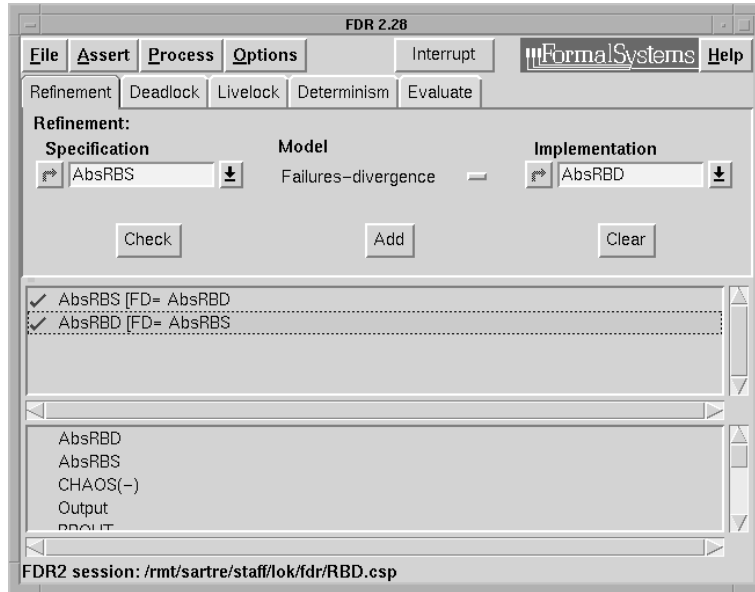 FDR 2.28
File Assert Process Options Interrupt FormalSystems Help
Refinement Deadlock Livelock Determinism Evaluate
Refinement:
Specification Model Implementation
AbsRBS Failures-divergence AbsRBD
Check Add Clear
AbsRBS [FD= AbsRBD
AbsRBD [FD= AbsRBS
AbsRBD
AbsRBS
CHAOS(-)
Output
FDR2 session: /rmt/sartre/staff/lok/fdr/RBD.csp